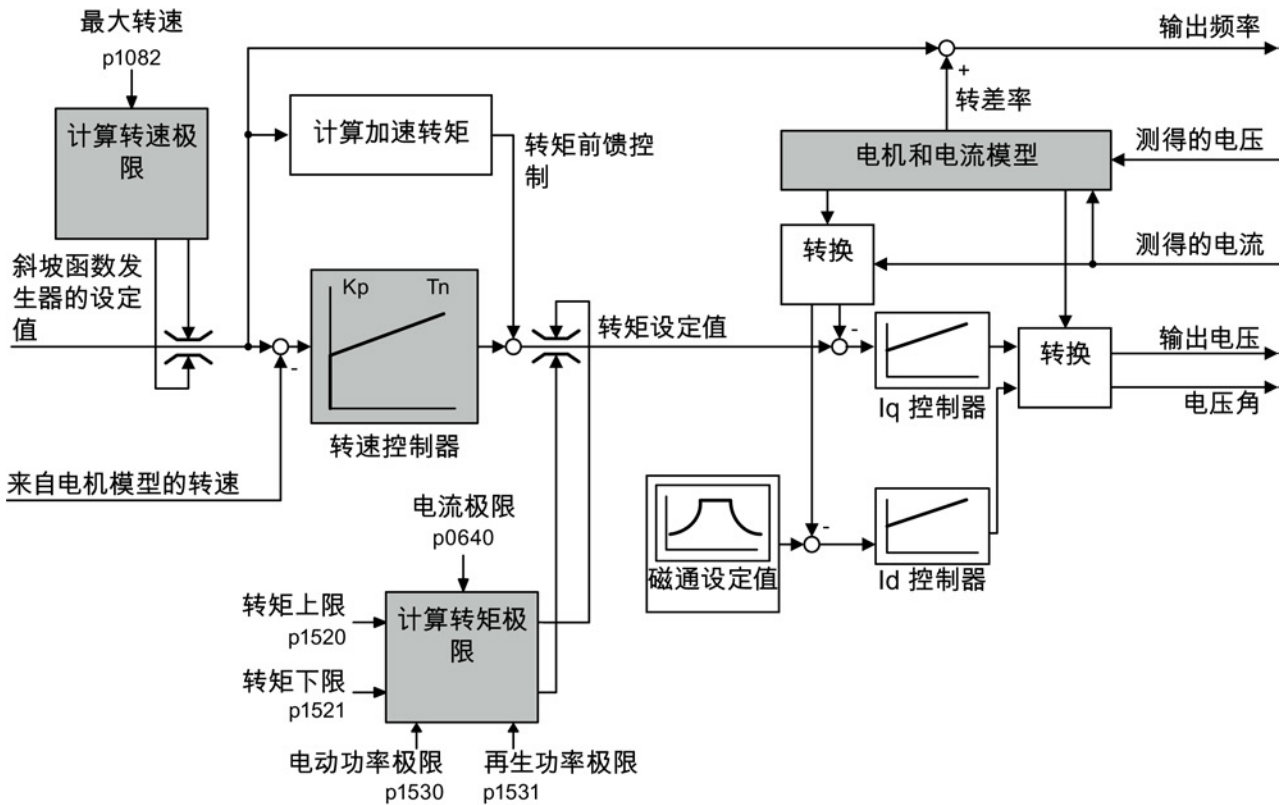 最大转速
p1082
输出频率
+
转差率
计算转速极
限
计算加速转矩
转矩前馈控
制
电机和电流模型
测得的电压
转换
测得的电流
斜坡函数发
生器的设定
值
Kp
Tn
转矩设定值
-
-
转换
输出电压
电压角
Iq 控制器
转速控制器
来自电机模型的转速
电流极限
p0640
-
磁通设定值
Id 控制器
转矩上限
p1520
计算转矩极
限
转矩下限
p1521
电动功率极限
p1530
再生功率极限
p1531